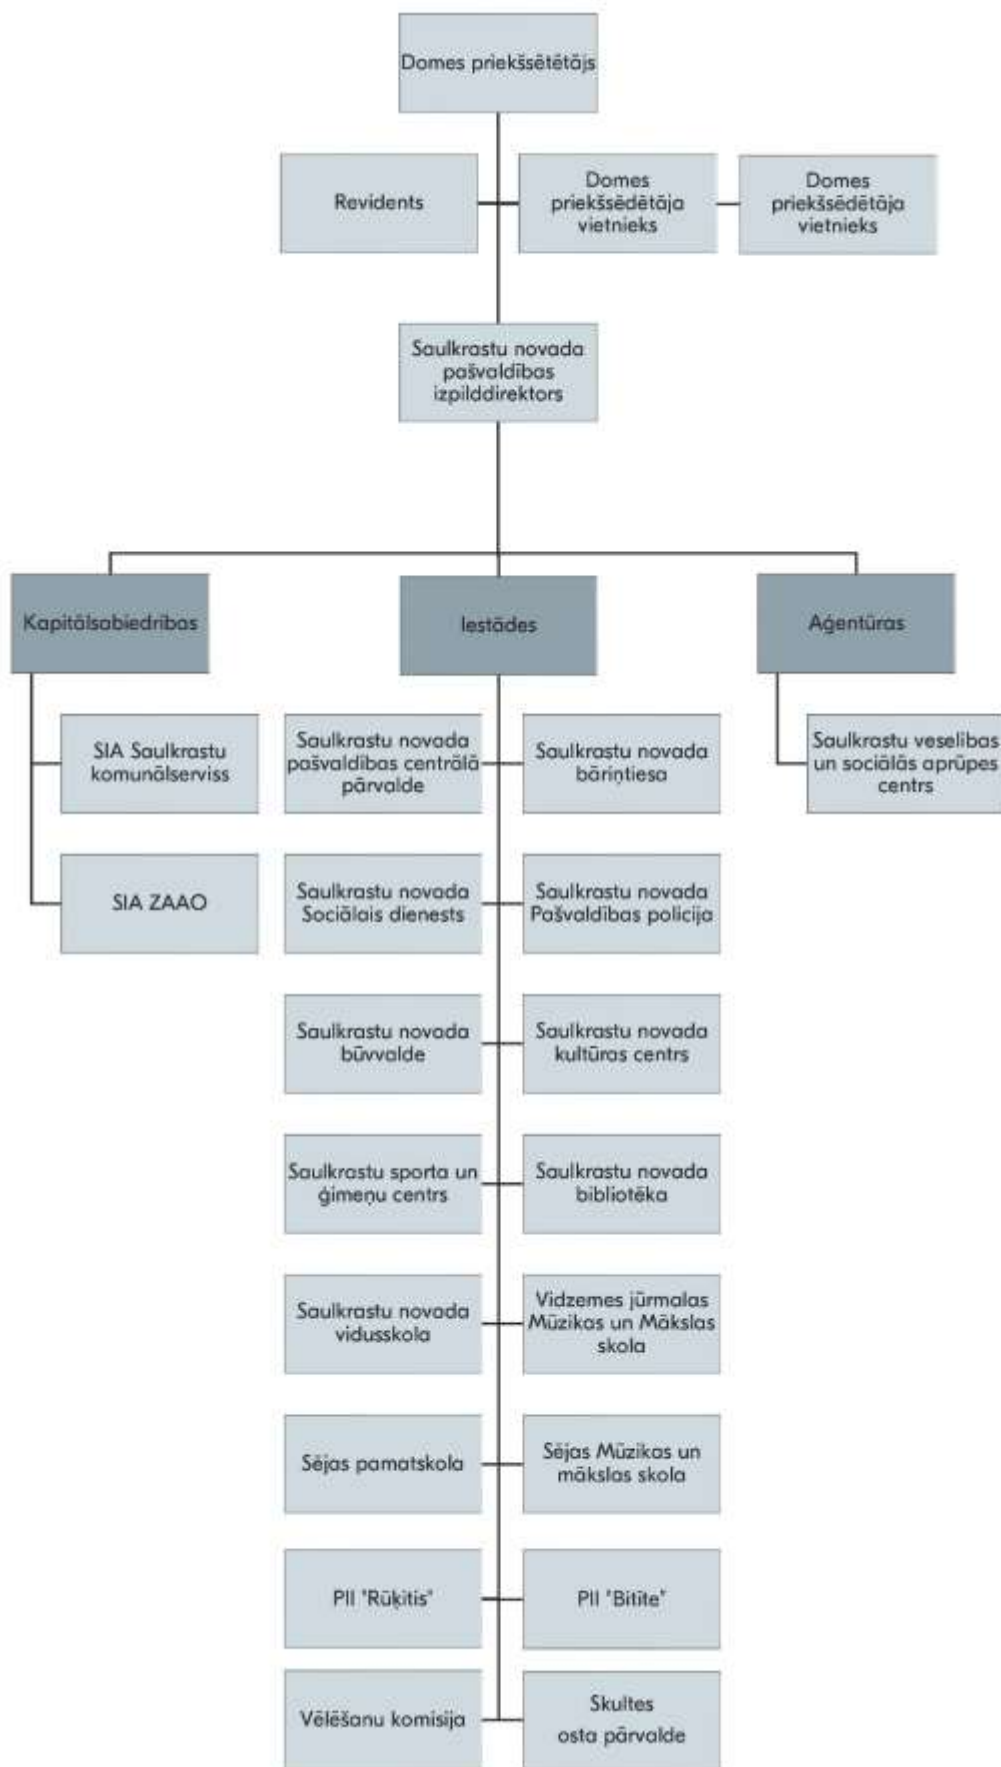 Domes priekšsētētājs
Revidents
Domes
priekšsēdētāja
vietnieks
Domes
priekšsēdētāja
vietnieks
Saulkrastu novada
pašvaldības
izpilddirektors
Kapitālsabiedrības
Iestādes
Aģentūras
SIA Saulkrastu
komunālserviss
Saulkrastu novada
pašvaldības centrālā
pārvalde
Saulkrastu novada
bāriņtiesa
Saulkrastu veselības
un sociālās aprūpes
centrs
SIA ZAAO
Saulkrastu novada
Sociālais dienests
Saulkrastu novada
Pašvaldības policija
Saulkrastu novada
būvvalde
Saulkrastu novada
kultūras centrs
Saulkrastu sporta un
ģimeņu centrs
Saulkrastu novada
bibliotēka
Saulkrastu novada
vidusskola
Vidzemes jūrmalas
Mūzikas un Mākslas
skola
Sējas pamatskola
Sējas Mūzikas un
mākslas skola
PII "Rūķītis"
PII "Bitīte"
Vēlēšanu komisija
Skultes
osta pārvalde